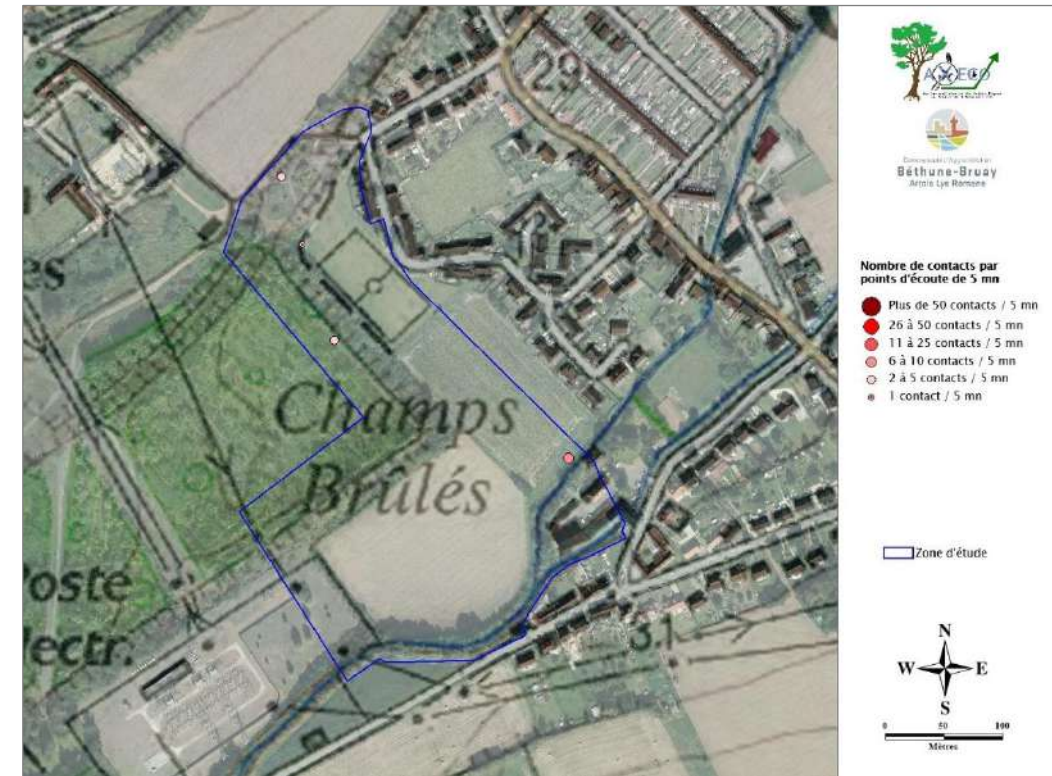 29
Champs
Brûlés
es
oste
lectr.
31
AXECO
Béthune-Bruay
Artois Lys Romane
Nombre de contacts par
points d'écoute de 5 mn
Plus de 50 contacts / 5 mn
26 à 50 contacts / 5 mn
11 à 25 contacts / 5 mn
6 à 10 contacts / 5 mn
2 à 5 contacts / 5 mn
1 contact / 5 mn
Zone d'étude
N
W E
S
0 50 100
Mètres